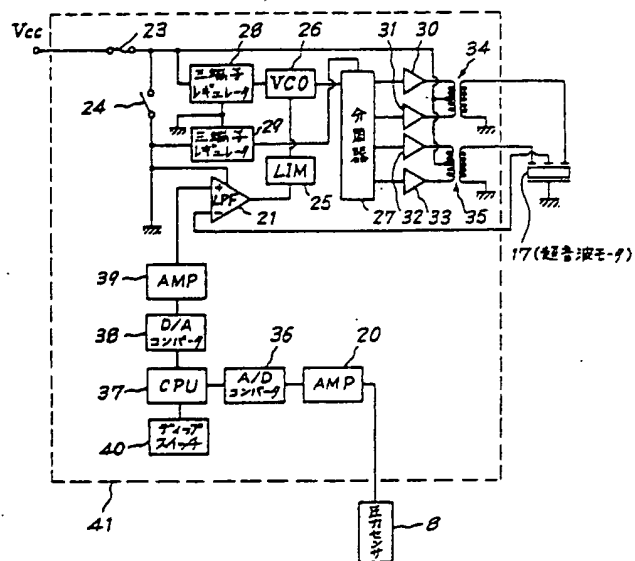 Vcc
23
28
26
30
34
三端子
レギュレータ
VCO
31
24
三端子
レギュレータ
29
分周器
LIM
25
+
LPF
-
21
32
27
33
35
17(超音波モータ)
39
AMP
38
D/A
コンバータ
36
20
37
CPU
A/D
コンバータ
AMP
40
ディップ
スイッチ
41
圧力センサ
8